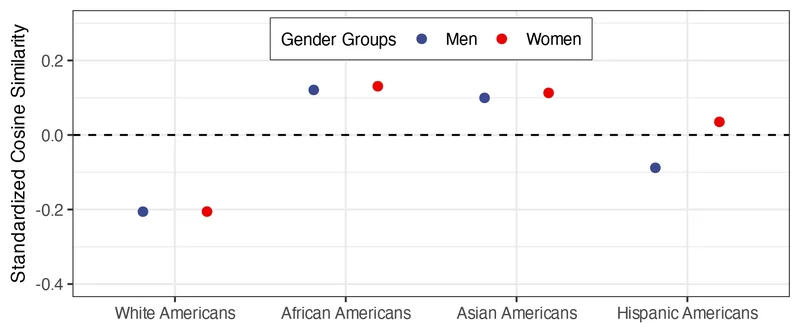 Gender Groups Men Women
Standardized Cosine Similarity
0.2
0.0
-0.2
-0.4
White Americans African Americans Asian Americans Hispanic Americans